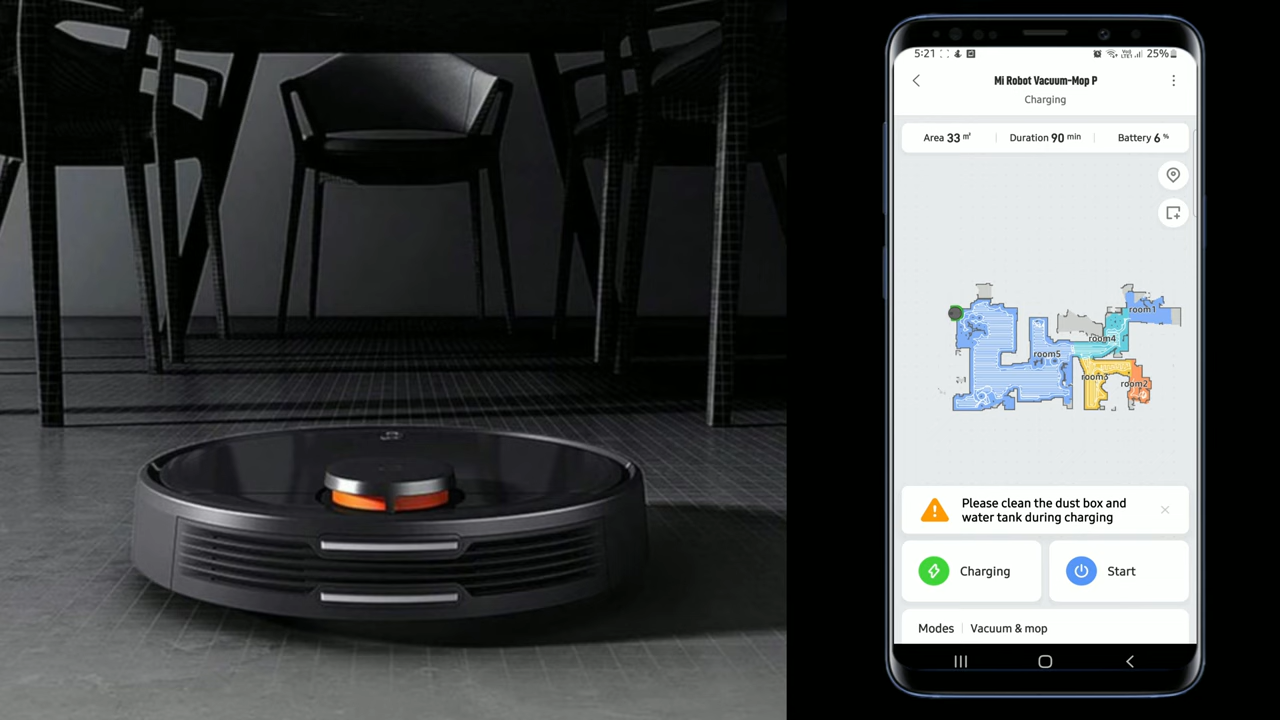 5:21 25%
Mi Robot Vacuum-Mop P
Charging
Area 33 m² Duration 90 min Battery 6 %
room1
room4
room5
room3
room2
Please clean the dust box and
water tank during charging
Charging Start
Modes Vacuum & mop